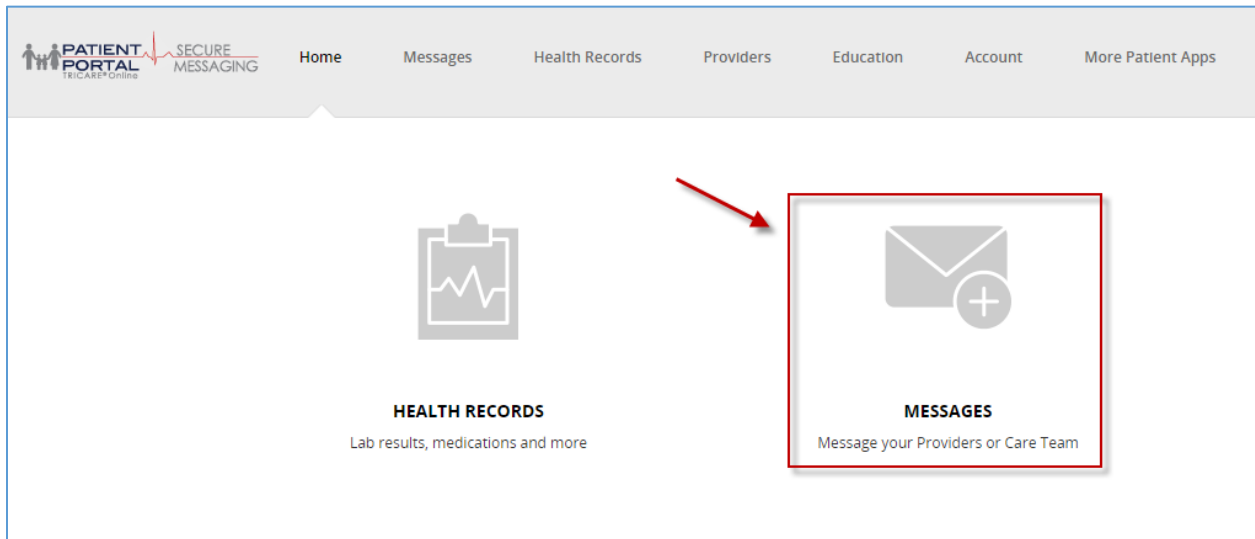 PATIENT PORTAL
TRICARE® Online
SECURE MESSAGING
Home Messages Health Records Providers Education Account More Patient Apps
HEALTH RECORDS
Lab results, medications and more
MESSAGES
Message your Providers or Care Team